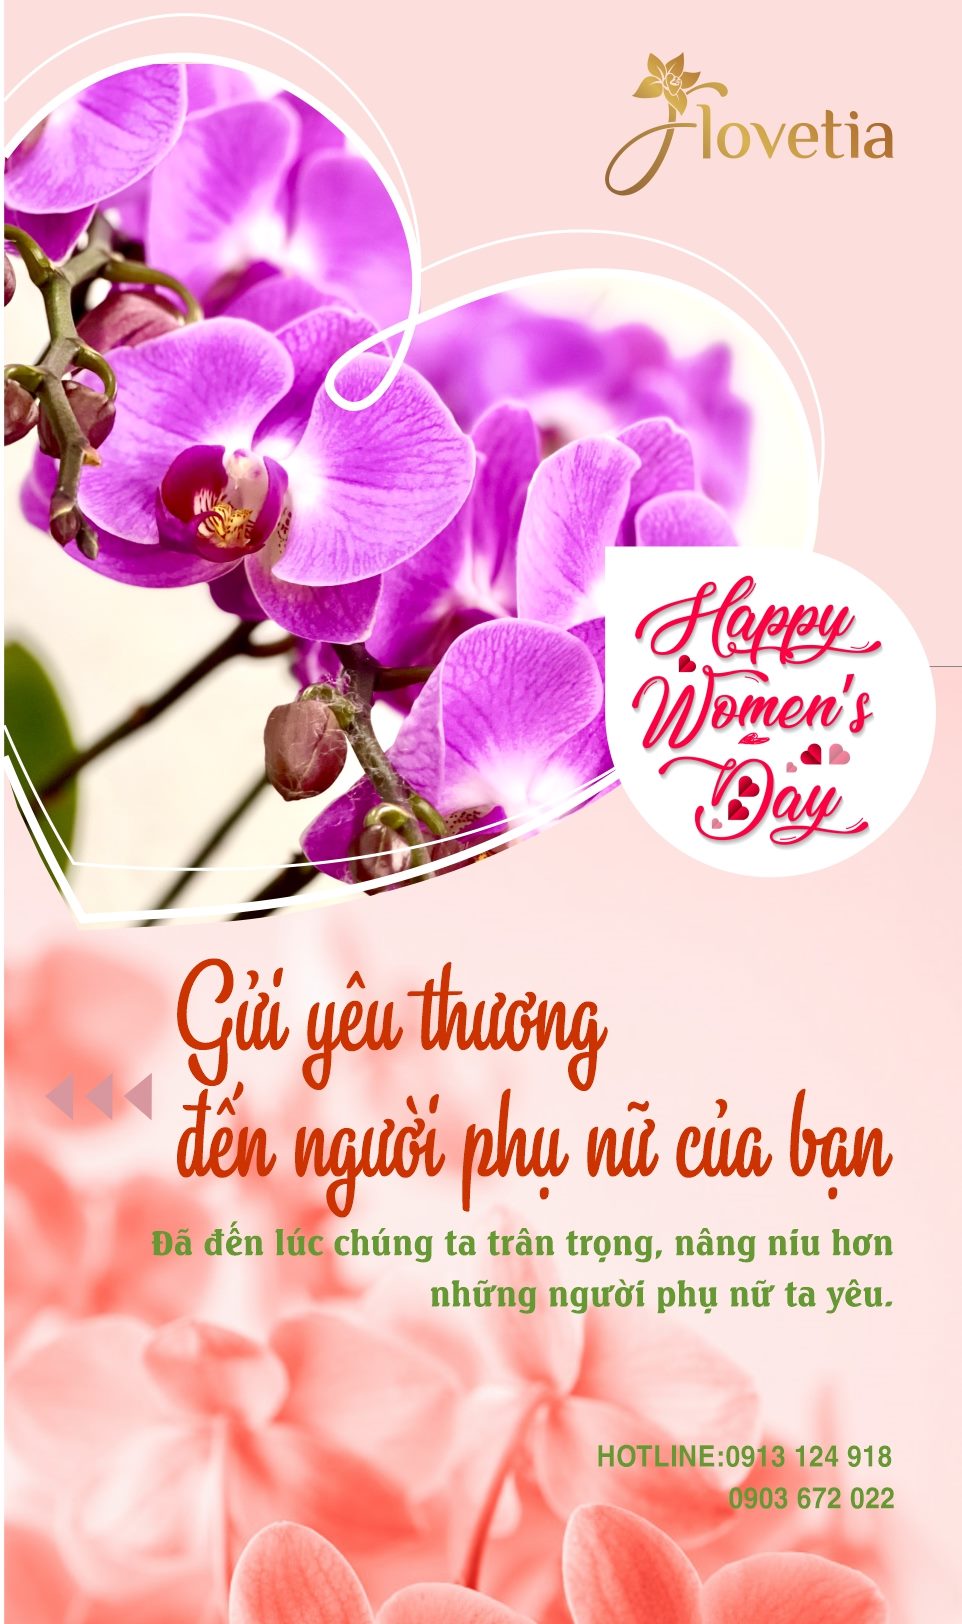 flovetia
Happy
Women's
Day
Gửi yêu thương
đến người phụ nữ của bạn
Đã đến lúc chúng ta trân trọng, nâng niu hơn
những người phụ nữ ta yêu.
HOTLINE:0913 124 918
0903 672 022